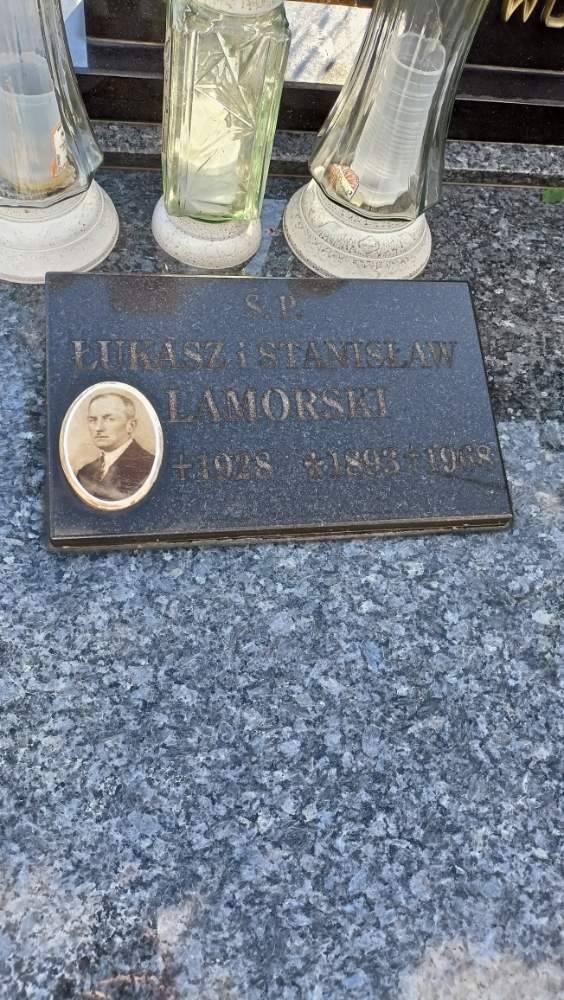 Ś.P.
ŁUKASZ i STANISŁAW
LAMORSKI
+1928 *1893+1968